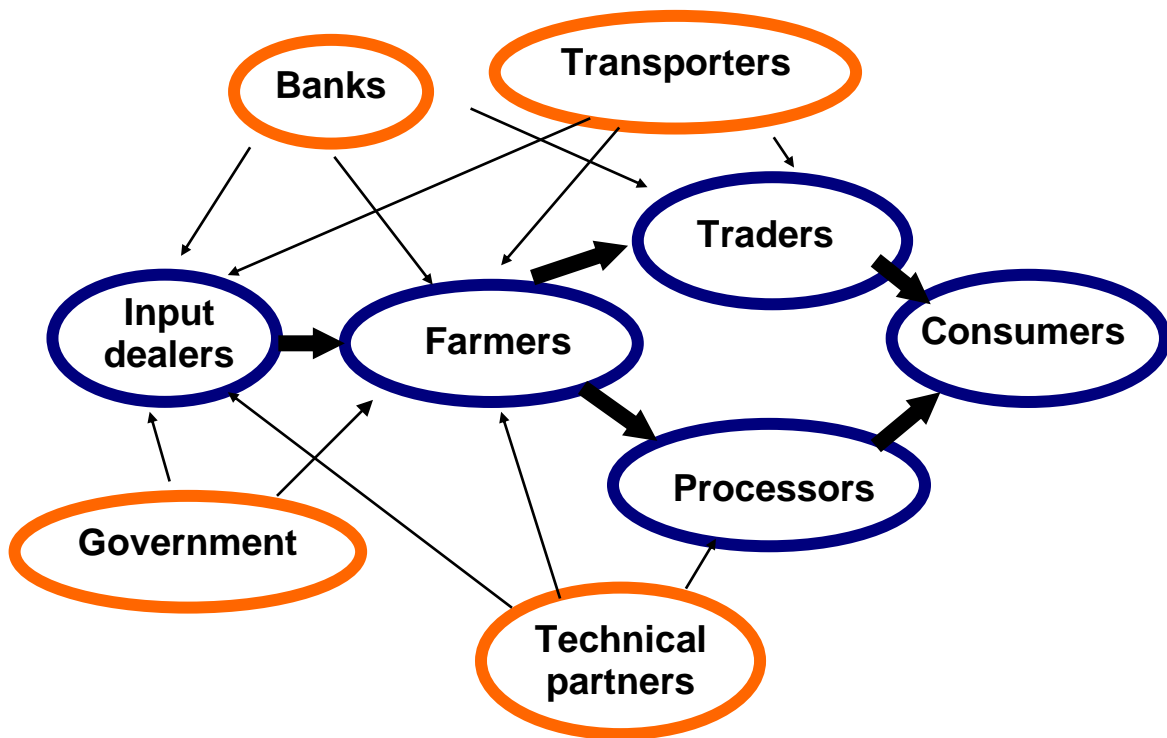 Banks
Transporters
Traders
Input
dealers
Farmers
Consumers
Processors
Government
Technical
partners